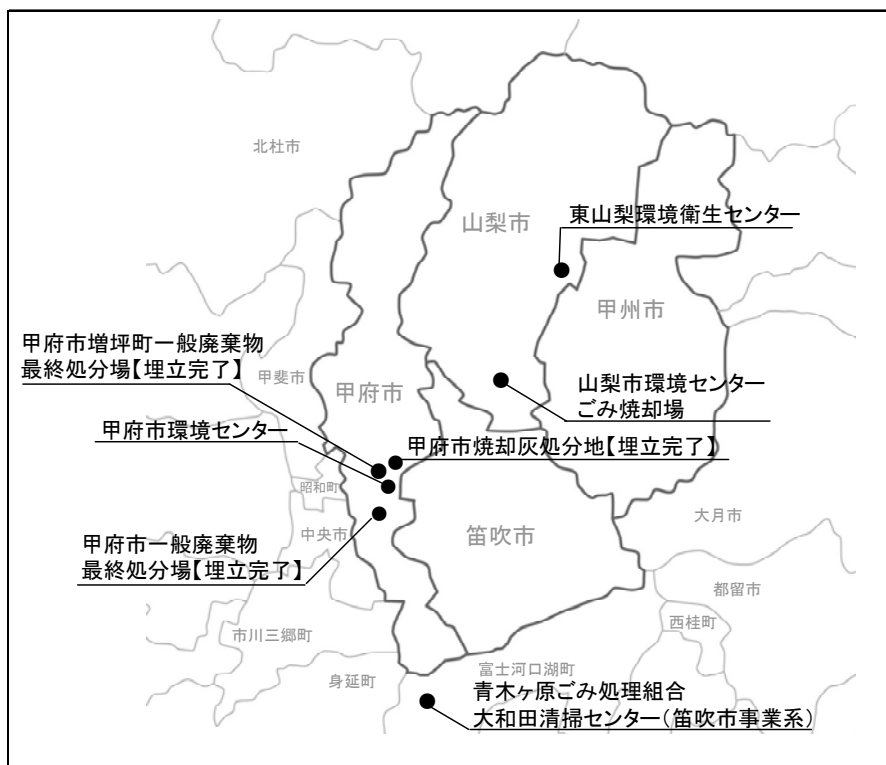 北杜市
山梨市
東山梨環境衛生センター
甲州市
甲府市増坪町一般廃棄物
最終処分場【埋立完了】
甲斐市
甲府市
山梨市環境センター
ごみ焼却場
甲府市環境センター
甲府市焼却灰処分地【埋立完了】
昭和町
大月市
中央市
笛吹市
甲府市一般廃棄物
最終処分場【埋立完了】
都留市
西桂町
市川三郷町
身延町
富士河口湖町
青木ヶ原ごみ処理組合
大和田清掃センター（笛吹市事業系）